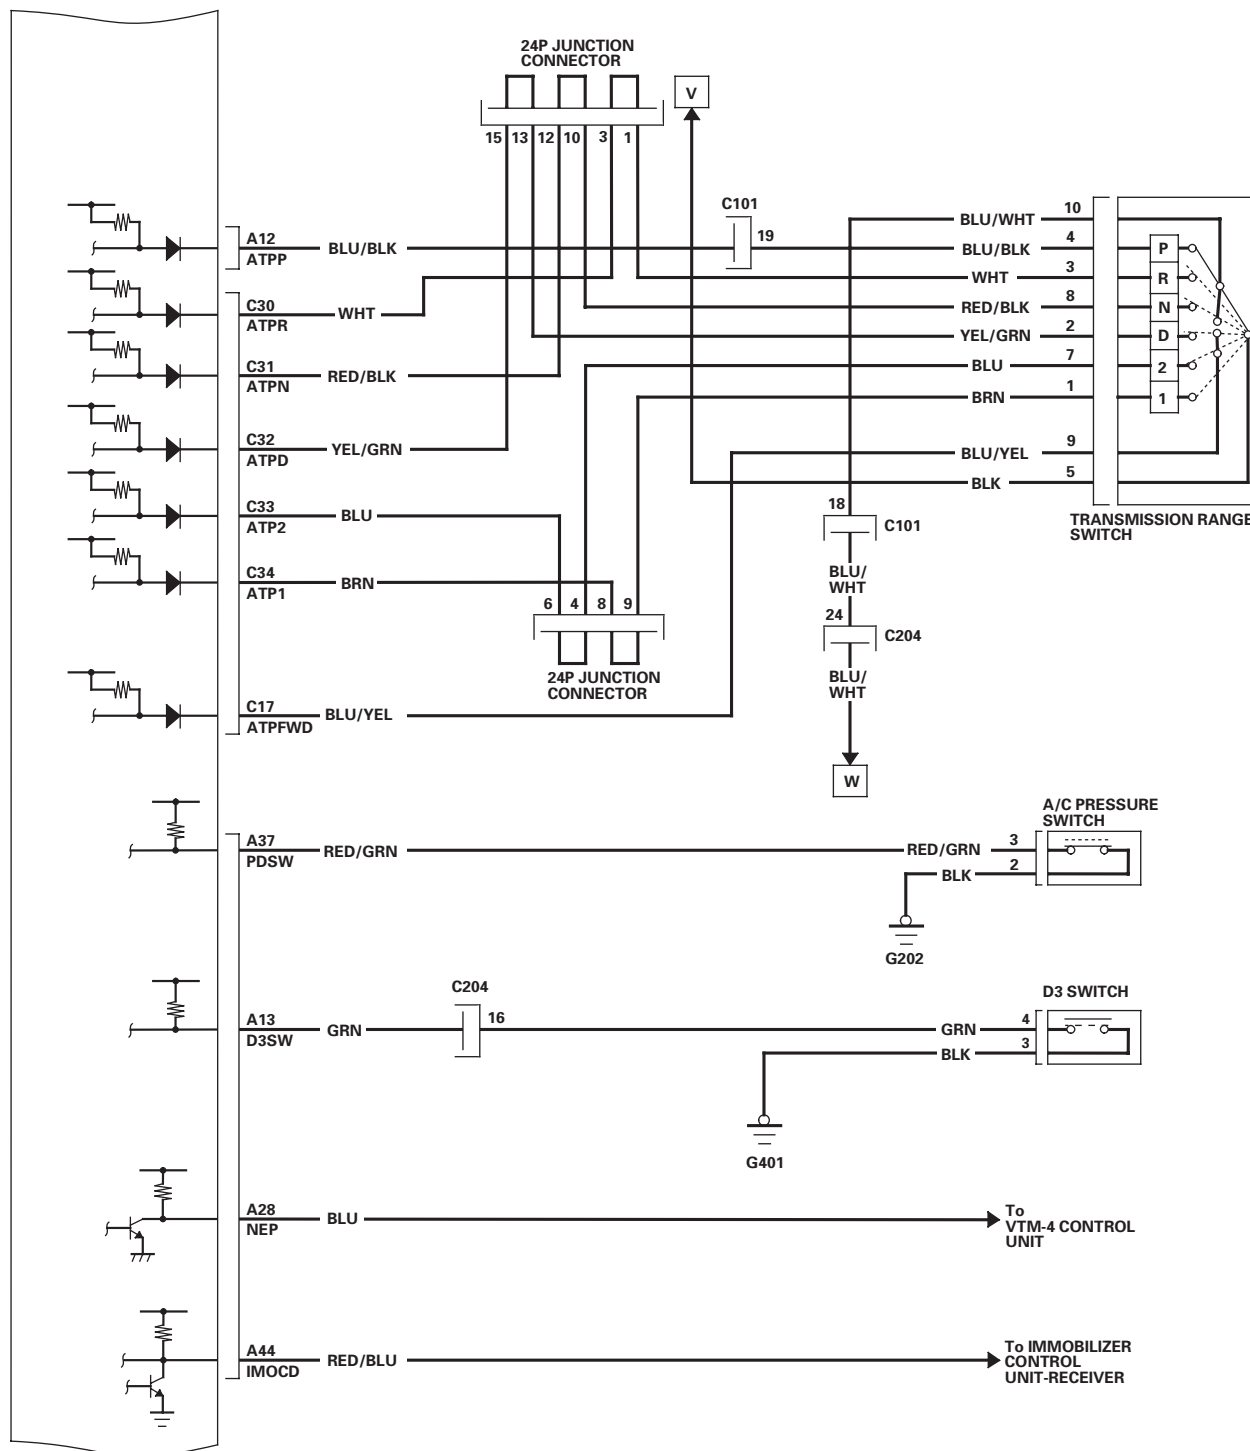 24P JUNCTION
CONNECTOR
V
15 13 12 10 3 1
C101
19
A12
ATPP
BLU/BLK
BLU/WHT 10
BLU/BLK 4
P
WHT 3
R
RED/BLK 8
N
YEL/GRN 2
D
BLU 7
2
BRN 1
1
BLU/YEL 9
BLK 5
TRANSMISSION RANGE
SWITCH
C30
ATPR
WHT
C31
ATPN
RED/BLK
C32
ATPD
YEL/GRN
C33
ATP2
BLU
C34
ATP1
BRN
18
C101
BLU/
WHT
24
C204
BLU/
WHT
W
6 4 8 9
24P JUNCTION
CONNECTOR
C17
ATPFWD
BLU/YEL
A/C PRESSURE
SWITCH
A37
PDSW
RED/GRN
RED/GRN 3
BLK 2
G202
C204
16
D3 SWITCH
A13
D3SW
GRN
GRN 4
BLK 3
G401
A28
NEP
BLU
To
VTM-4 CONTROL
UNIT
A44
IMOCD
RED/BLU
To IMMOBILIZER
CONTROL
UNIT-RECEIVER